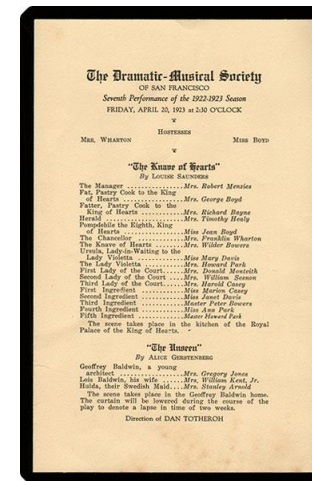 The Dramatic-Musical Society
OF SAN FRANCISCO
Seventh Performance of the 1922-1923 Season
FRIDAY, APRIL 20, 1923 at 2:30 O'CLOCK
HOSTESSES
MRS. WHARTON MISS BOYD
"The Knave of Hearts"
By LOUISE SAUNDERS
The Manager ..............Mrs. Robert Menzies
Fat, Pastry Cook to the King
of Hearts ................Mrs. George Boyd
Fatter, Pastry Cook to the
King of Hearts ..........Mrs. Richard Bayne
Herald ....................Mrs. Timothy Healy
Pompdebile the Eighth, King
of Hearts ................Miss Jean Boyd
The Chancellor ..........Mrs. Franklin Wharton
The Knave of Hearts ......Mrs. Wilder Bowers
Ursula, Lady-in-Waiting to the
Lady Violetta ............Miss Mary Davis
The Lady Violetta ........Mrs. Howard Park
First Lady of the Court....Mrs. Donald Monteith
Second Lady of the Court...Mrs. William Sesnon
Third Lady of the Court....Mrs. Harold Casey
First Ingredient ..........Miss Marion Casey
Second Ingredient ........Miss Janet Davis
Third Ingredient ..........Master Peter Bowers
Fourth Ingredient ........Miss Ann Park
Fifth Ingredient ..........Master Howard Park
The scene takes place in the kitchen of the Royal
Palace of the King of Hearts.
"The Unseen"
By ALICE GERSTENBERG
Geoffrey Baldwin, a young
architect ................Mrs. Gregory Jones
Lois Baldwin, his wife ....Mrs. William Kent, Jr.
Hulda, their Swedish Maid....Mrs. Stanley Arnold
The scene takes place in the Geoffrey Baldwin home.
The curtain will be lowered during the course of the
play to denote a lapse in time of two weeks.
Direction of DAN TOTHEROH